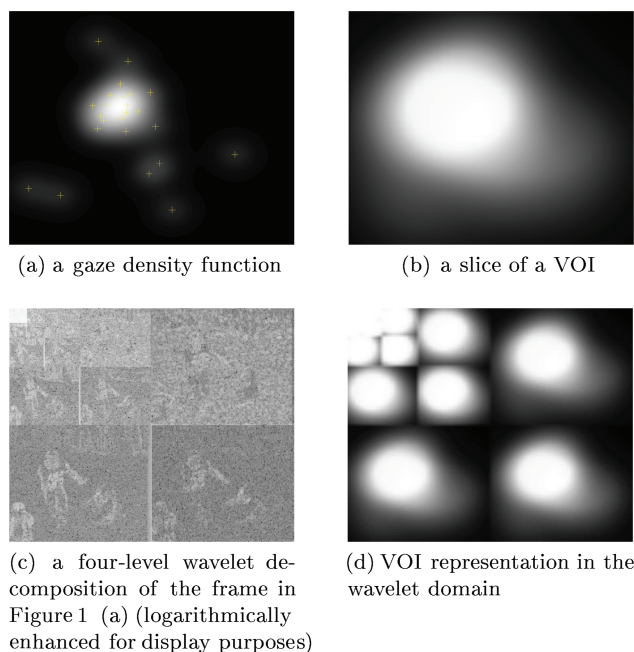 (a) a gaze density function
(b) a slice of a VOI
(c) a four-level wavelet de-
composition of the frame in
Figure 1 (a) (logarithmically
enhanced for display purposes)
(d) VOI representation in the
wavelet domain